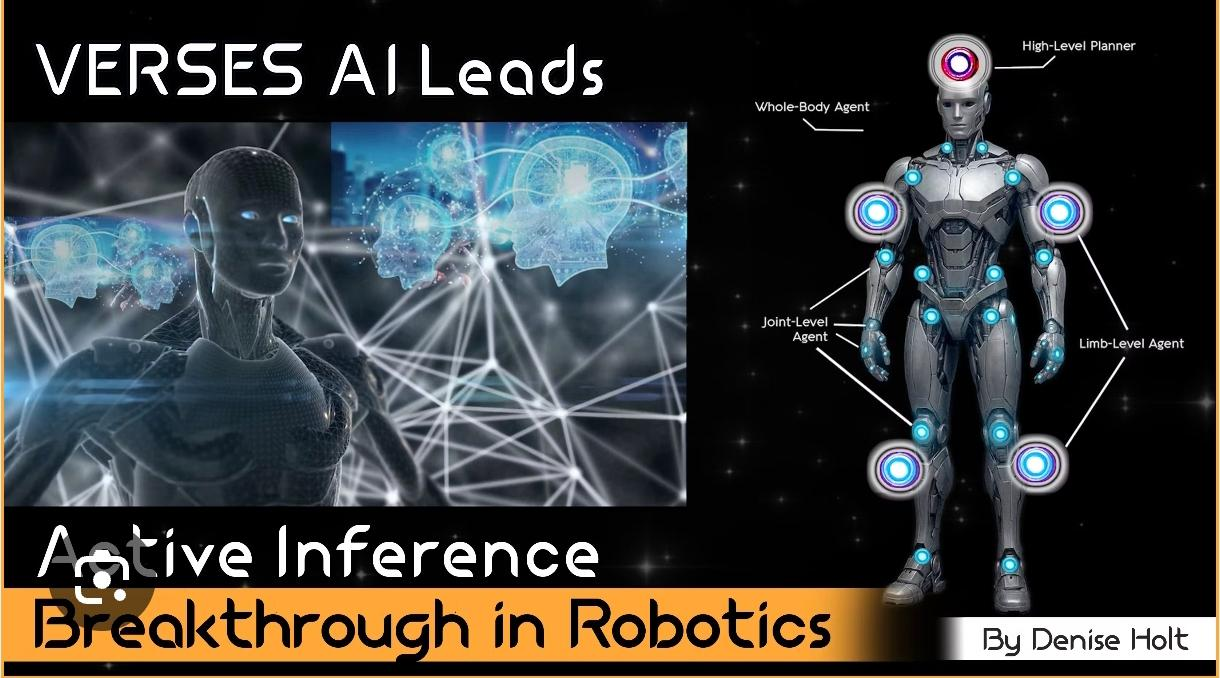 VERSES AI Leads
High-Level Planner
Whole-Body Agent
Joint-Level
Agent
Limb-Level Agent
Active Inference
Breakthrough in Robotics
By Denise Holt